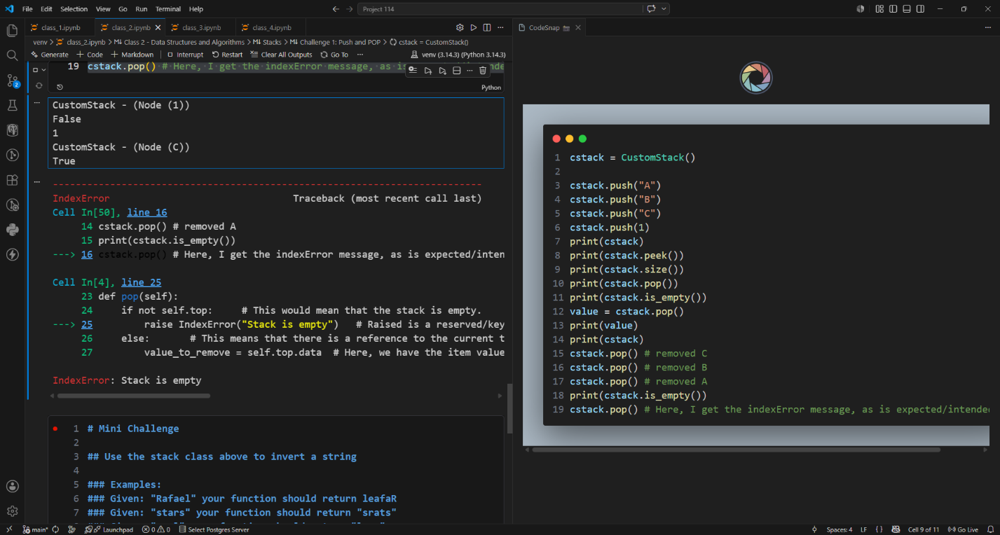 File Edit Selection View Go Run Terminal Help
Project 114
class_1.ipynb class_2.ipynb class_3.ipynb class_4.ipynb
CodeSnap
venv > class_2.ipynb > Class 2 - Data Structures and Algorithms > Stacks > Challenge 1: Push and POP > cstack = CustomStack()
Generate + Code + Markdown Interrupt Restart Clear All Outputs Go To ... venv (3.14.3) (Python 3.14.3)
19 cstack.pop() # Here, I get the indexError message, as is
Python
CustomStack - (Node (1))
False
1
CustomStack - (Node (C))
True
---------------------------------------------------------------------------
IndexError Traceback (most recent call last)
Cell In[50], line 16
14 cstack.pop() # removed A
15 print(cstack.is_empty())
---> 16 cstack.pop() # Here, I get the indexError message, as is expected/inten
Cell In[4], line 25
23 def pop(self):
24 if not self.top: # This would mean that the stack is empty.
---> 25 raise IndexError("Stack is empty") # Raised is a reserved/key
26 else: # This means that there is a reference to the current t
27 value_to_remove = self.top.data # Here, we have the item value
IndexError: Stack is empty
1 # Mini Challenge
2
3 ## Use the stack class above to invert a string
4
5 ### Examples:
6 ### Given: "Rafael" your function should return leafaR
7 ### Given: "stars" your function should return "srats"
1 cstack = CustomStack()
2
3 cstack.push("A")
4 cstack.push("B")
5 cstack.push("C")
6 cstack.push(1)
7 print(cstack)
8 print(cstack.peek())
9 print(cstack.size())
10 print(cstack.pop())
11 print(cstack.is_empty())
12 value = cstack.pop()
13 print(value)
14 print(cstack)
15 cstack.pop() # removed C
16 cstack.pop() # removed B
17 cstack.pop() # removed A
18 print(cstack.is_empty())
19 cstack.pop() # Here, I get the indexError message, as is expected/intended
2
main* Launchpad 0 0 Select Postgres Server
Spaces: 4 LF { } Cell 9 of 11 Go Live